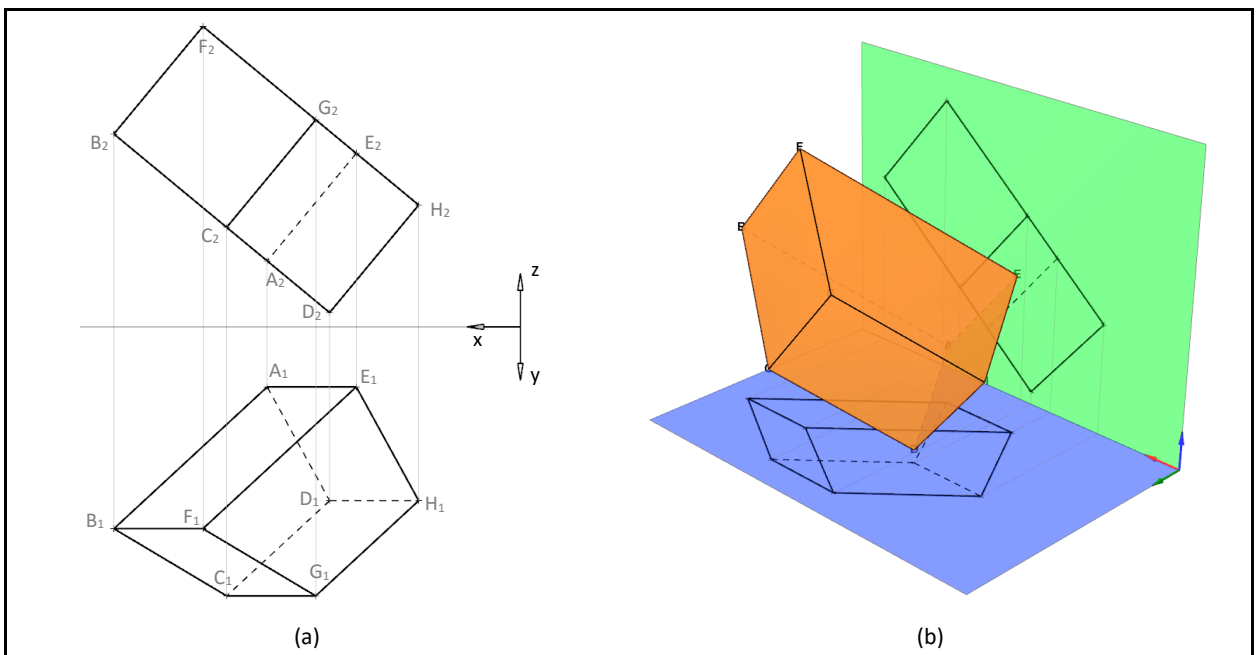 F₂
G₂
B₂
E₂
H₂
C₂
A₂
D₂
z
x
y
A₁
E₁
D₁
H₁
B₁
F₁
C₁
G₁
(a)
F
E
(b)